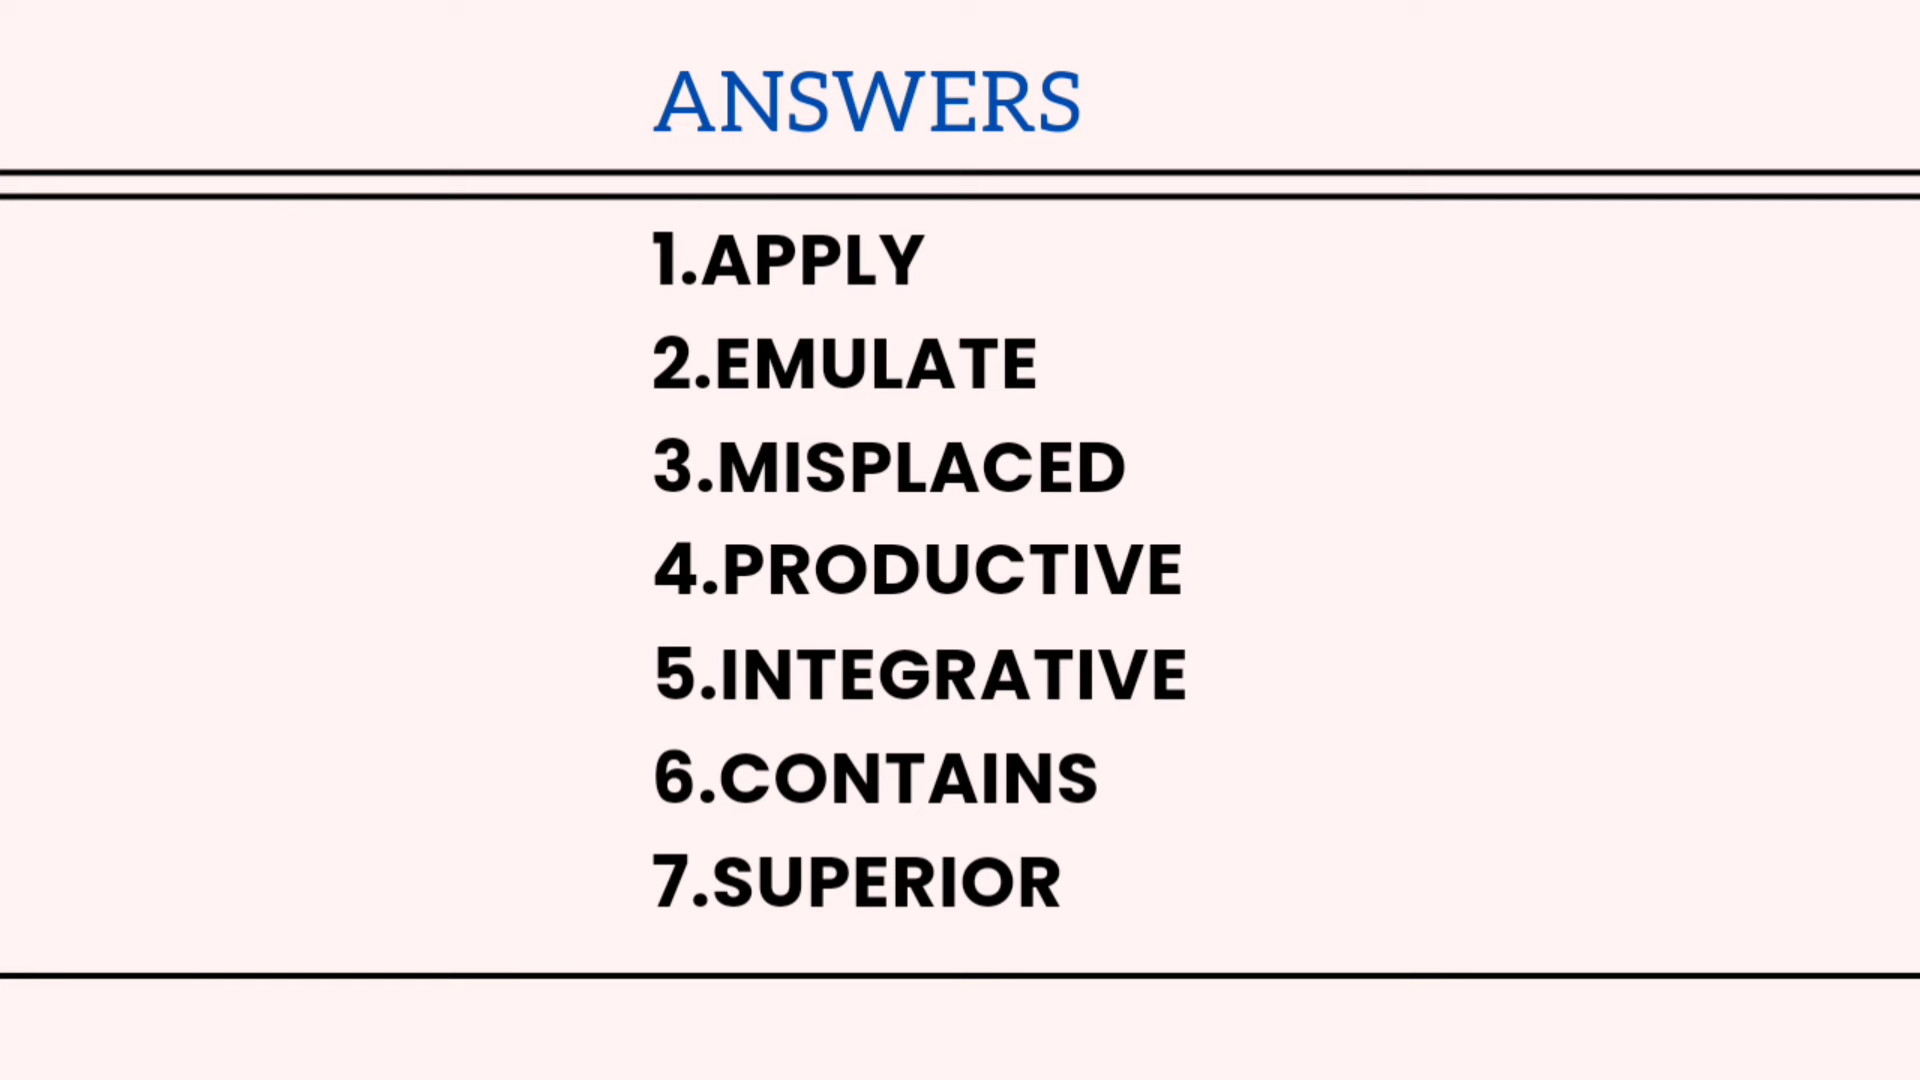 ANSWERS
1.APPLY
2.EMULATE
3.MISPLACED
4.PRODUCTIVE
5.INTEGRATIVE
6.CONTAINS
7.SUPERIOR